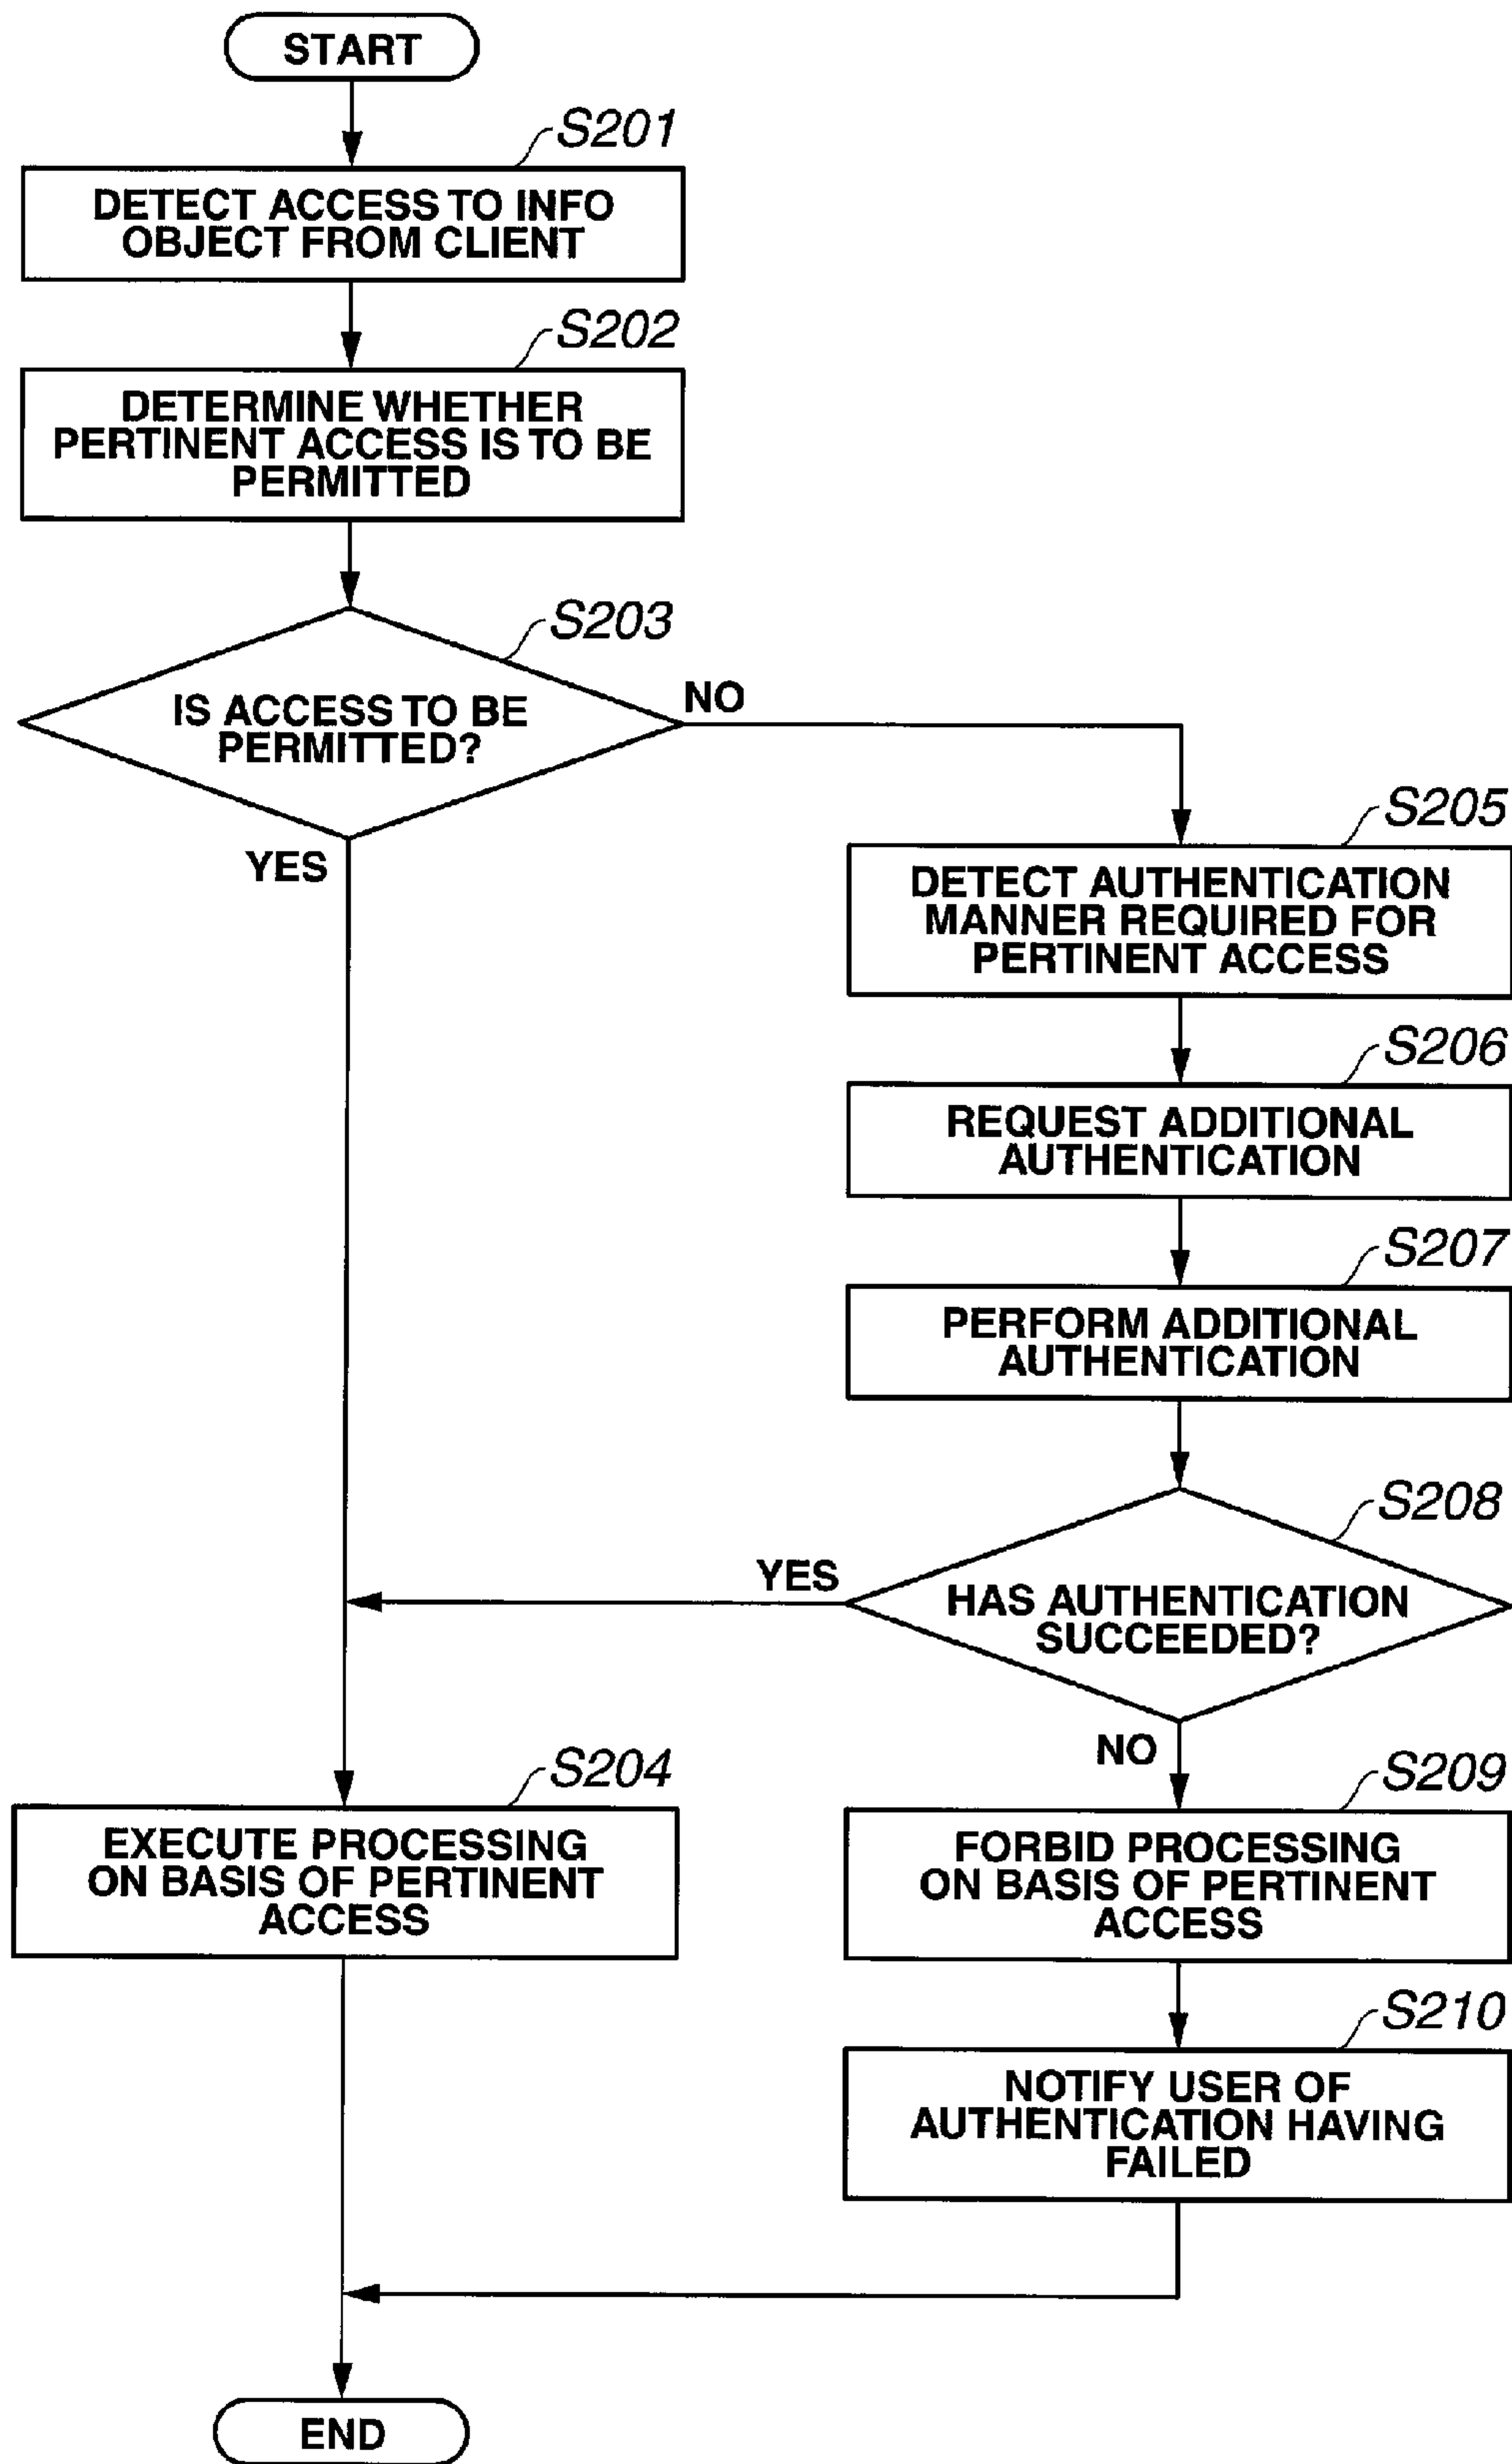 START
S201
DETECT ACCESS TO INFO
OBJECT FROM CLIENT
S202
DETERMINE WHETHER
PERTINENT ACCESS IS TO BE
PERMITTED
S203
IS ACCESS TO BE
PERMITTED?
NO
YES
S205
DETECT AUTHENTICATION
MANNER REQUIRED FOR
PERTINENT ACCESS
S206
REQUEST ADDITIONAL
AUTHENTICATION
S207
PERFORM ADDITIONAL
AUTHENTICATION
S208
HAS AUTHENTICATION
SUCCEEDED?
YES
NO
S204
EXECUTE PROCESSING
ON BASIS OF PERTINENT
ACCESS
S209
FORBID PROCESSING
ON BASIS OF PERTINENT
ACCESS
S210
NOTIFY USER OF
AUTHENTICATION HAVING
FAILED
END